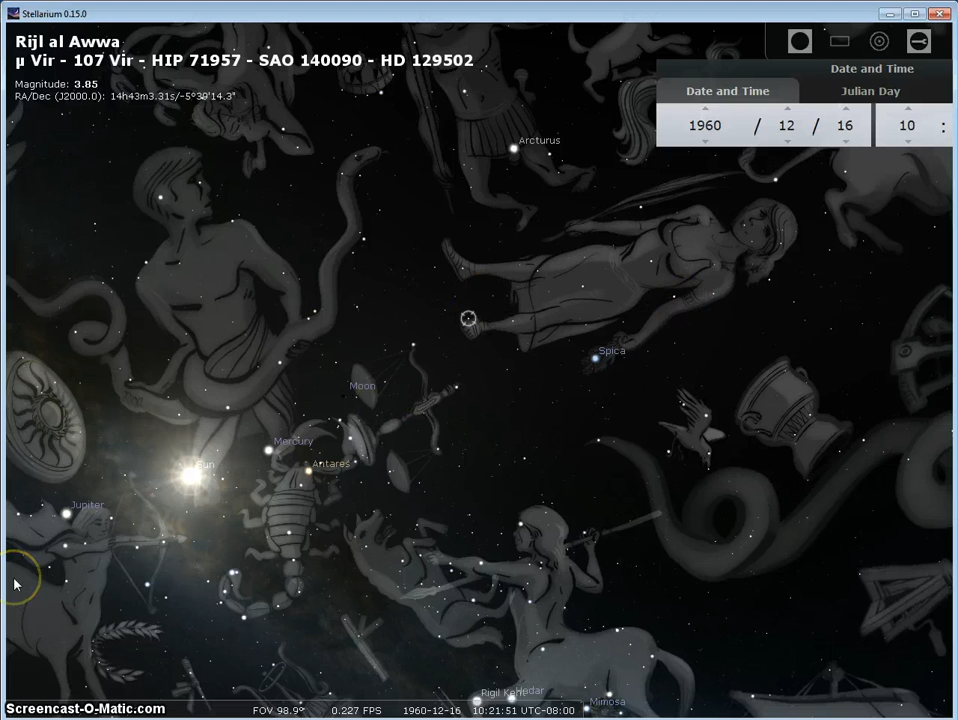 Stellarium 0.15.0
Rijl al Awwa
µ Vir - 107 Vir - HIP 71957 - SAO 140090 - HD 129502
Magnitude: 3.85
RA/Dec (J2000.0): 14h43m3.31s/-5°39'14.3"
Date and Time
Date and Time Julian Day
1960 / 12 / 16 10 :
Arcturus
Spica
Moon
Mercury
Antares
Sun
Jupiter
Hadar
Mimosa
Screencast-O-Matic.com
FOV 98.9° 0.227 FPS 1960-12-16 10:21:51 UTC-08:00